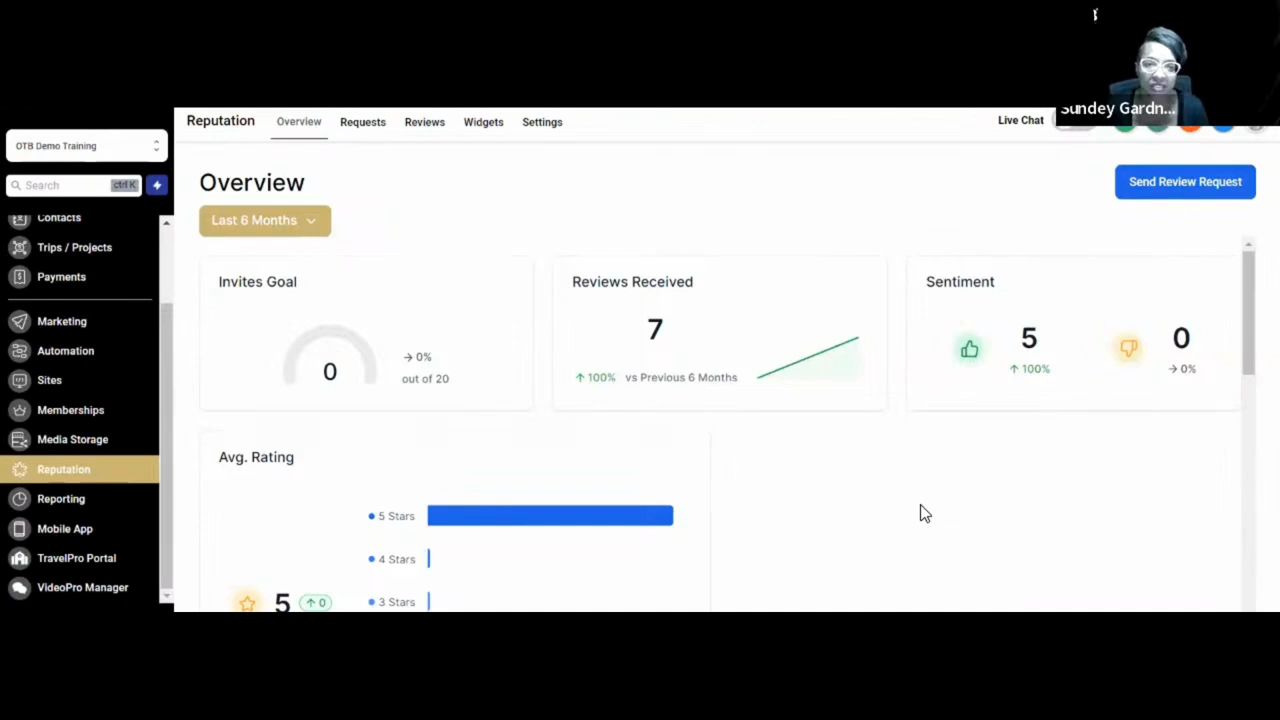 Sundey Gardn...
OTB Demo Training
Search
ctrl K
Contacts
Trips / Projects
Payments
Marketing
Automation
Sites
Memberships
Media Storage
Reputation
Reporting
Mobile App
TravelPro Portal
VideoPro Manager
Reputation Overview Requests Reviews Widgets Settings
Live Chat
Overview
Send Review Request
Last 6 Months
Invites Goal
0
→ 0%
out of 20
Reviews Received
7
↑ 100% vs Previous 6 Months
Sentiment
5
↑ 100%
0
→ 0%
Avg. Rating
5 Stars
4 Stars
3 Stars
5
↑ 0